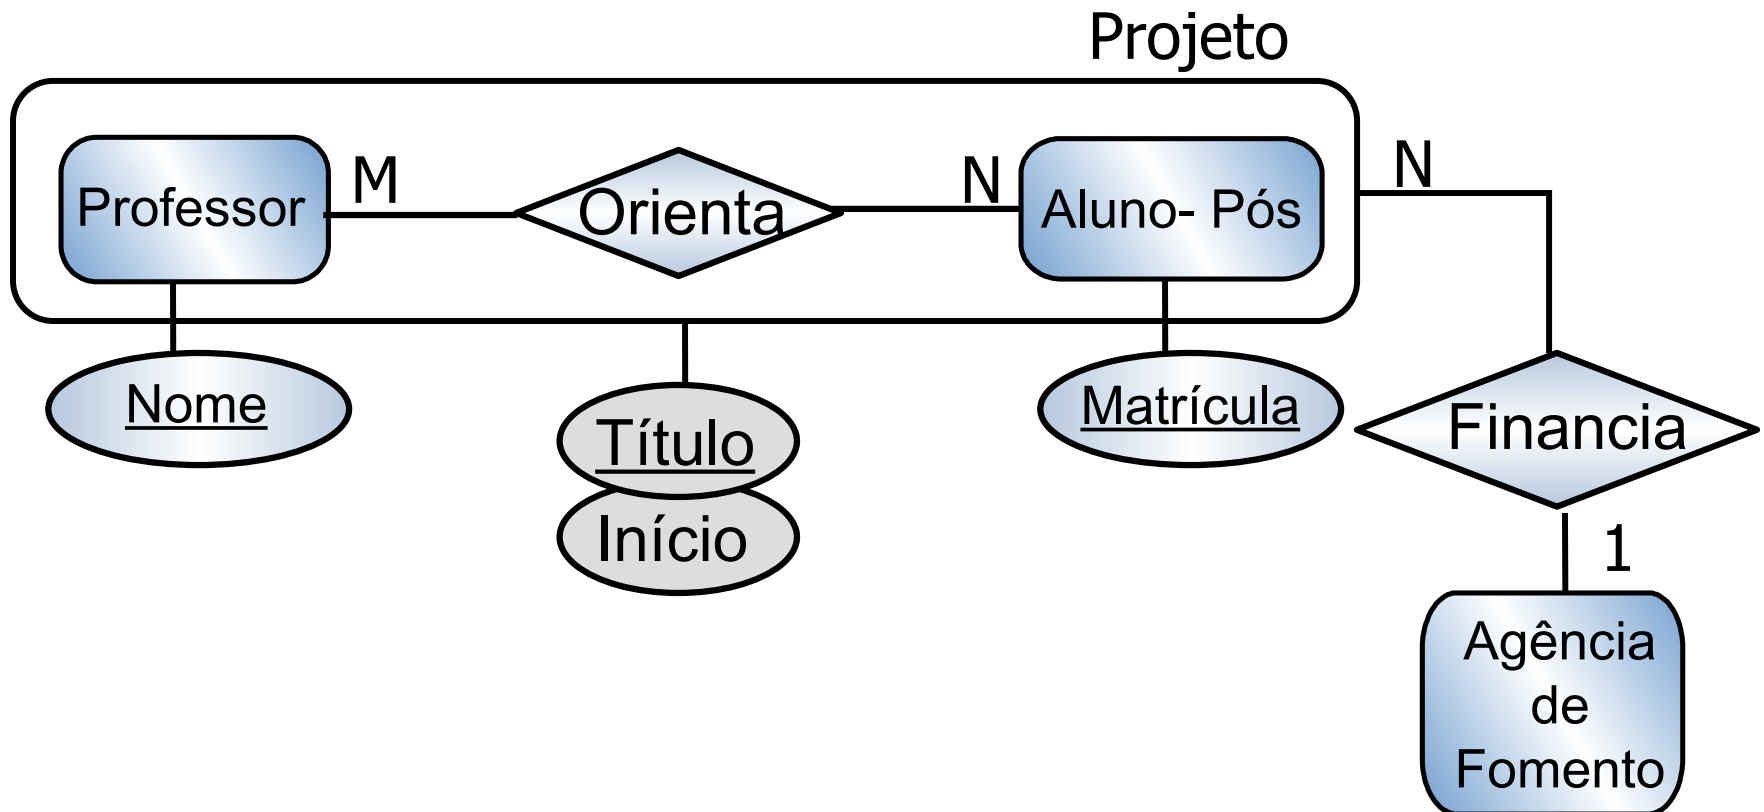 Projeto
Professor
M
Orienta
N
Aluno- Pós
N
Nome
Título
Início
Matrícula
Financia
1
Agência
de
Fomento